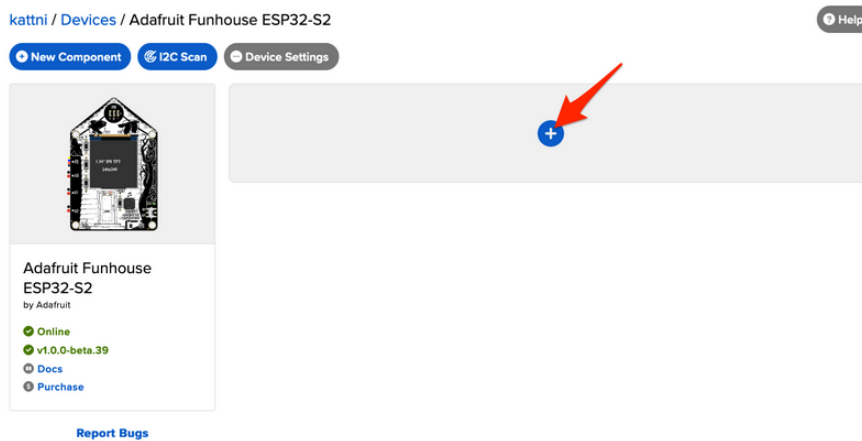 kattni / Devices / Adafruit Funhouse ESP32-S2
Help
New Component
I2C Scan
Device Settings
Adafruit Funhouse
ESP32-S2
by Adafruit
Online
v1.0.0-beta.39
Docs
Purchase
Report Bugs